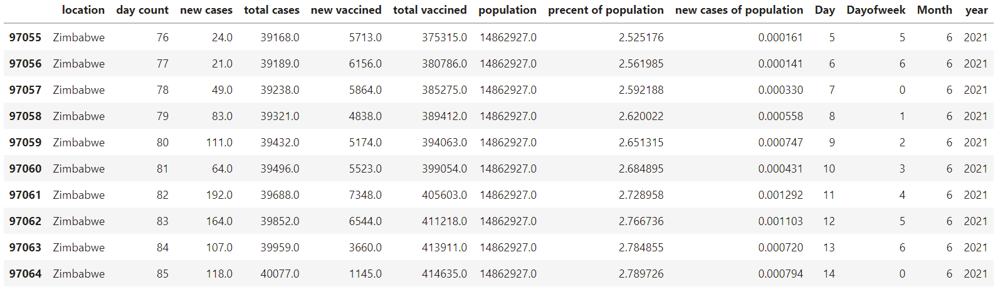 location day count new cases total cases new vaccined total vaccined population precent of population new cases of population Day Dayofweek Month year
97055 Zimbabwe 76 24.0 39168.0 5713.0 375315.0 14862927.0 2.525176 0.000161 5 5 6 2021
97056 Zimbabwe 77 21.0 39189.0 6156.0 380786.0 14862927.0 2.561985 0.000141 6 6 6 2021
97057 Zimbabwe 78 49.0 39238.0 5864.0 385275.0 14862927.0 2.592188 0.000330 7 0 6 2021
97058 Zimbabwe 79 83.0 39321.0 4838.0 389412.0 14862927.0 2.620022 0.000558 8 1 6 2021
97059 Zimbabwe 80 111.0 39432.0 5174.0 394063.0 14862927.0 2.651315 0.000747 9 2 6 2021
97060 Zimbabwe 81 64.0 39496.0 5523.0 399054.0 14862927.0 2.684895 0.000431 10 3 6 2021
97061 Zimbabwe 82 192.0 39688.0 7348.0 405603.0 14862927.0 2.728958 0.001292 11 4 6 2021
97062 Zimbabwe 83 164.0 39852.0 6544.0 411218.0 14862927.0 2.766736 0.001103 12 5 6 2021
97063 Zimbabwe 84 107.0 39959.0 3660.0 413911.0 14862927.0 2.784855 0.000720 13 6 6 2021
97064 Zimbabwe 85 118.0 40077.0 1145.0 414635.0 14862927.0 2.789726 0.000794 14 0 6 2021